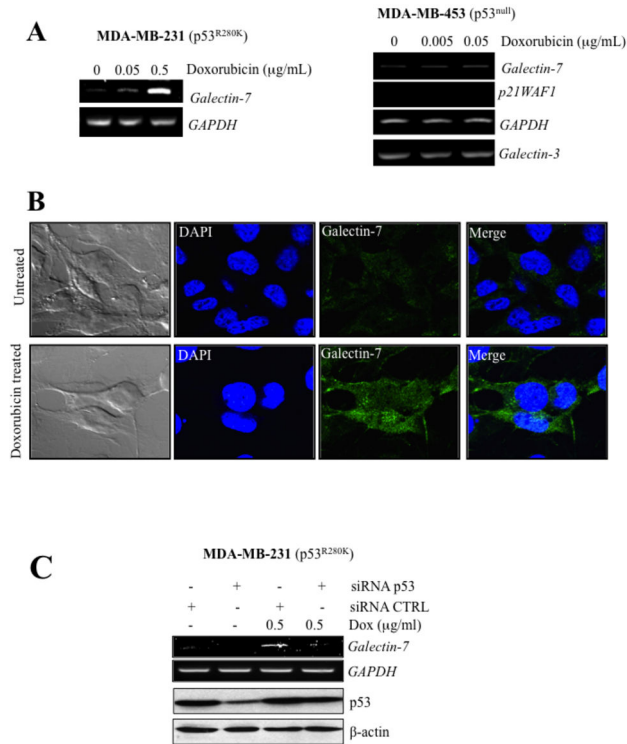 A
MDA-MB-231 (p53R280K)
0 0.05 0.5 Doxorubicin (μg/mL)
Galectin-7
GAPDH
MDA-MB-453 (p53null)
0 0.005 0.05 Doxorubicin (μg/mL)
Galectin-7
p21WAF1
GAPDH
Galectin-3
B
Untreated
DAPI Galectin-7 Merge
Doxorubicin treated
DAPI Galectin-7 Merge
C
MDA-MB-231 (p53R280K)
- + - + siRNA p53
+ - + - siRNA CTRL
- - 0.5 0.5 Dox (μg/ml)
Galectin-7
GAPDH
p53
β-actin